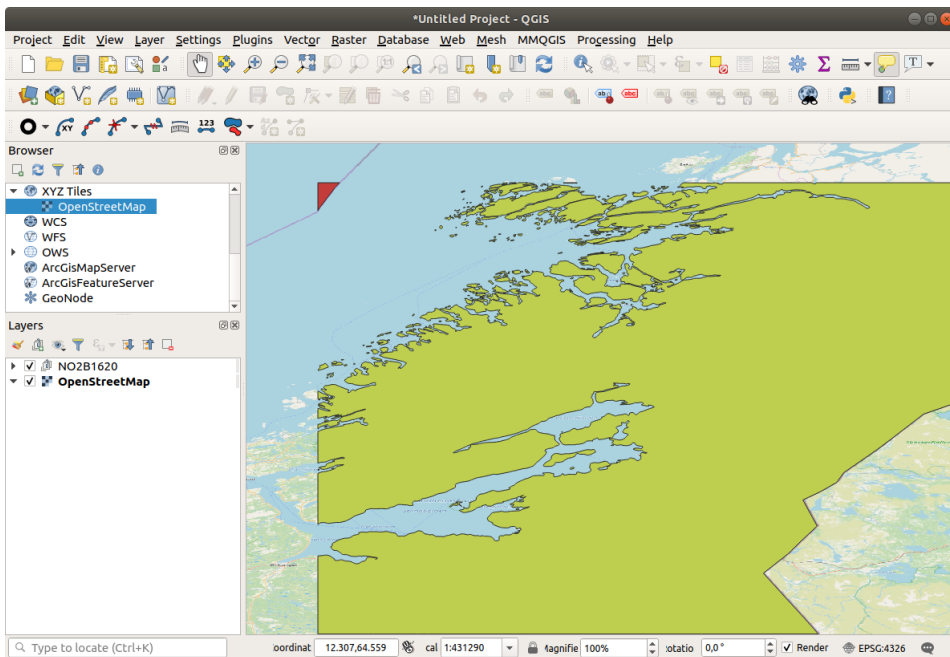 *Untitled Project - QGIS
Project Edit View Layer Settings Plugins Vector Raster Database Web Mesh MMQGIS Processing Help
Browser
XYZ Tiles
OpenStreetMap
WCS
WFS
OWS
ArcGisMapServer
ArcGisFeatureServer
GeoNode
Layers
NO2B1620
OpenStreetMap
Type to locate (Ctrl+K)
oordinat 12.307,64.559 cal 1:431290 Magnifie 100% otatio 0,0 ° Render EPSG:4326